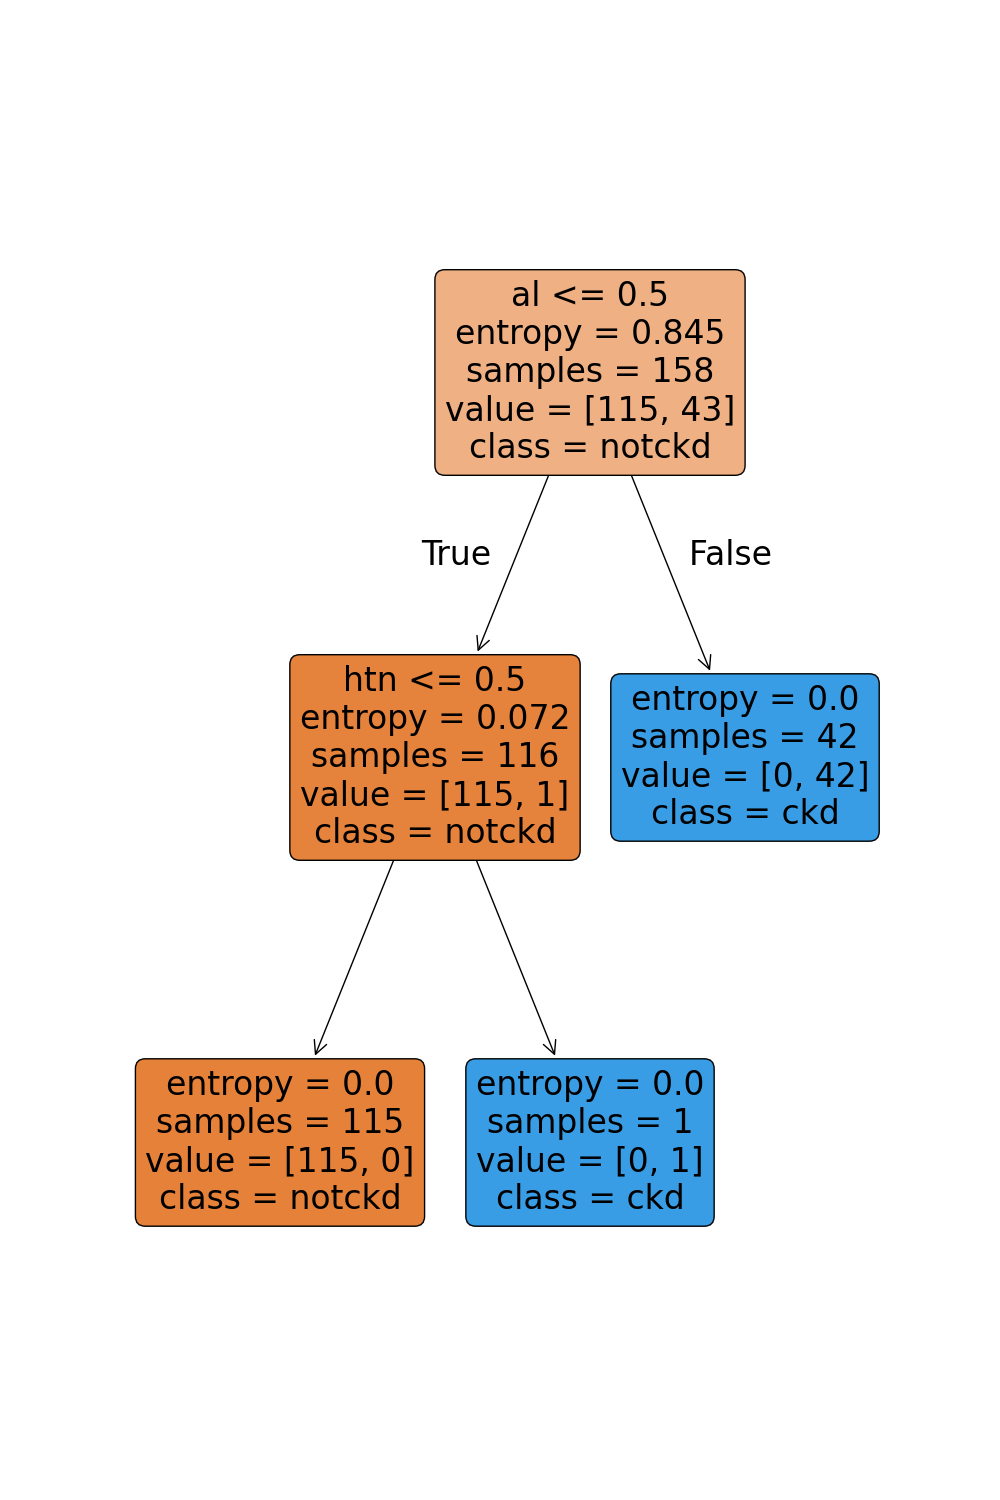 al <= 0.5
entropy = 0.845
samples = 158
value = [115, 43]
class = notckd
True
False
htn <= 0.5
entropy = 0.072
samples = 116
value = [115, 1]
class = notckd
entropy = 0.0
samples = 42
value = [0, 42]
class = ckd
entropy = 0.0
samples = 115
value = [115, 0]
class = notckd
entropy = 0.0
samples = 1
value = [0, 1]
class = ckd